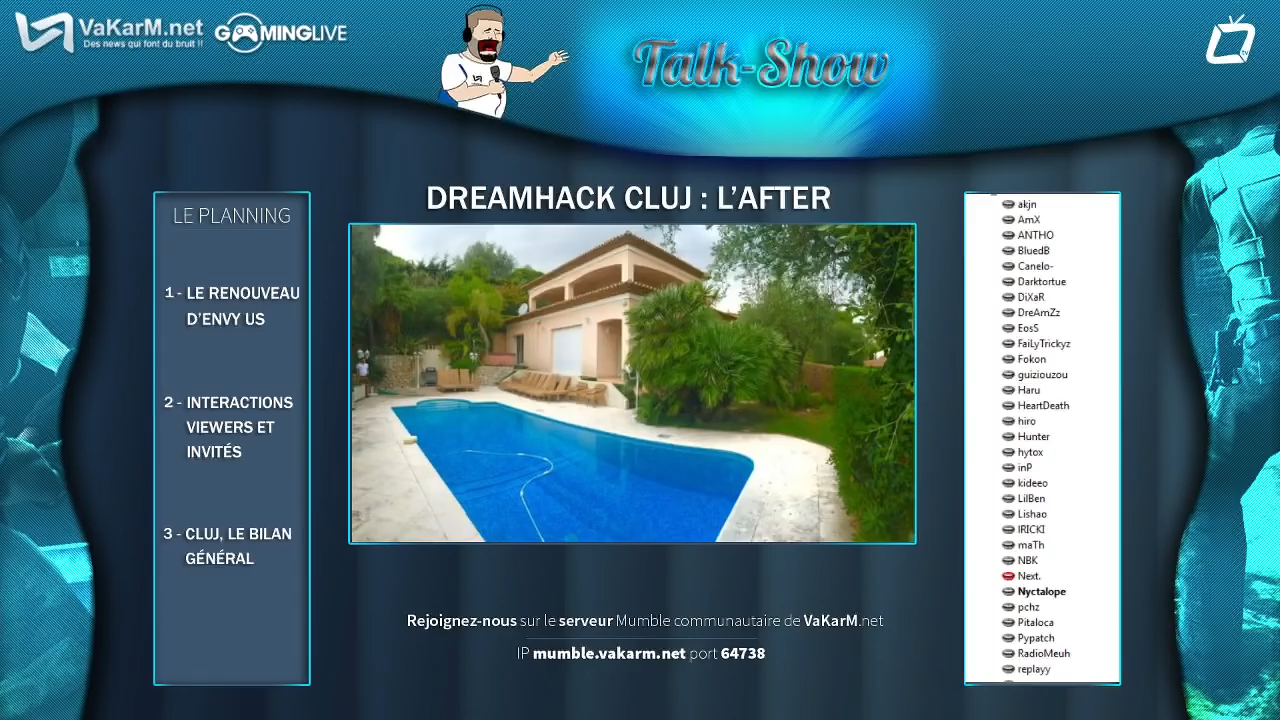 VaKarM.net
Des news qui font du bruit !!
GAMINGLIVE
Talk-Show
LE PLANNING
1 - LE RENOUVEAU
D'ENVY US
2 - INTERACTIONS
VIEWERS ET
INVITÉS
3 - CLUJ, LE BILAN
GÉNÉRAL
DREAMHACK CLUJ : L'AFTER
Rejoignez-nous sur le serveur Mumble communautaire de VaKarM.net
IP mumble.vakarm.net port 64738
akjn
AmX
ANTHO
BluedB
Canelo-
Darktortue
DiXaR
DreAmZz
EosS
FaiLyTrickyz
Fokon
guiziouzou
Haru
HeartDeath
hiro
Hunter
hytox
inP
kideeo
LilBen
Lishao
lRICKI
maTh
NBK
Next.
Nyctalope
pchz
Pitaloca
Pypatch
RadioMeuh
replayy